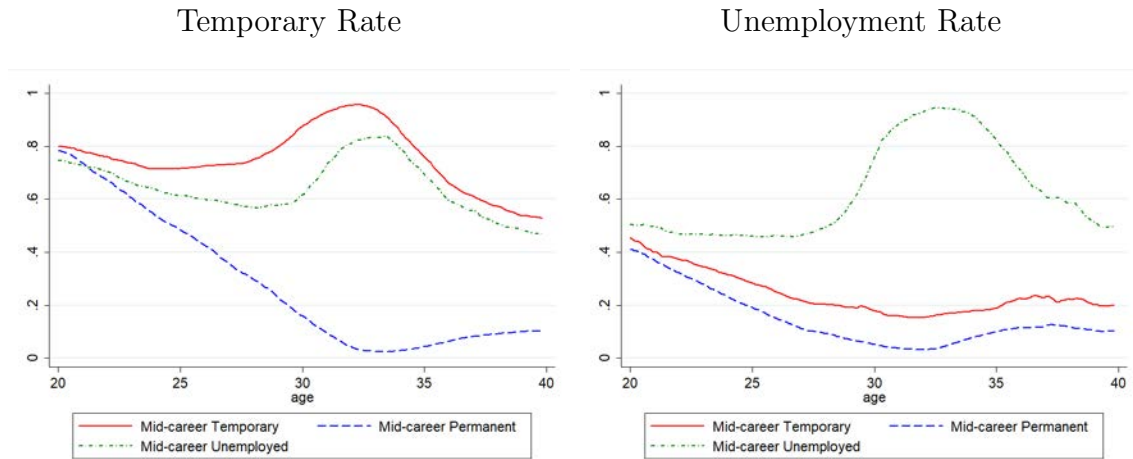 Temporary Rate
1
.8
.6
.4
.2
0
20 25 30 35 40
age
Mid-career Temporary Mid-career Permanent
Mid-career Unemployed
Unemployment Rate
1
.8
.6
.4
.2
0
20 25 30 35 40
age
Mid-career Temporary Mid-career Permanent
Mid-career Unemployed